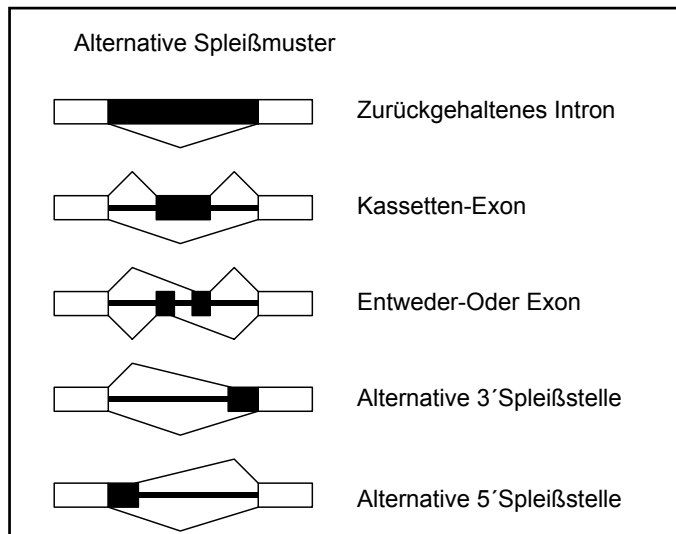 Alternative Spleißmuster
Zurückgehaltenes Intron
Kassetten-Exon
Entweder-Oder Exon
Alternative 3´Spleißstelle
Alternative 5´Spleißstelle